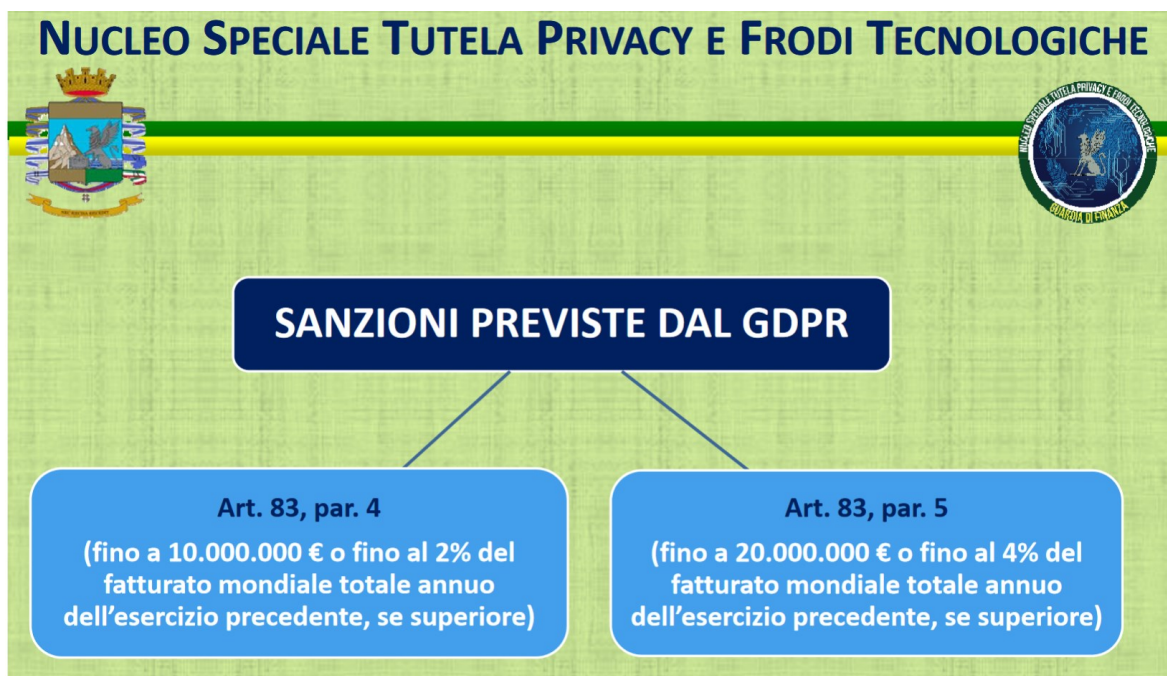 NUCLEO SPECIALE TUTELA PRIVACY E FRODI TECNOLOGICHE
NUCLEO SPECIALE TUTELA PRIVACY E FRODI TECNOLOGICHE
GUARDIA DI FINANZA
SANZIONI PREVISTE DAL GDPR
Art. 83, par. 4
(fino a 10.000.000 € o fino al 2% del
fatturato mondiale totale annuo
dell’esercizio precedente, se superiore)
Art. 83, par. 5
(fino a 20.000.000 € o fino al 4% del
fatturato mondiale totale annuo
dell’esercizio precedente, se superiore)